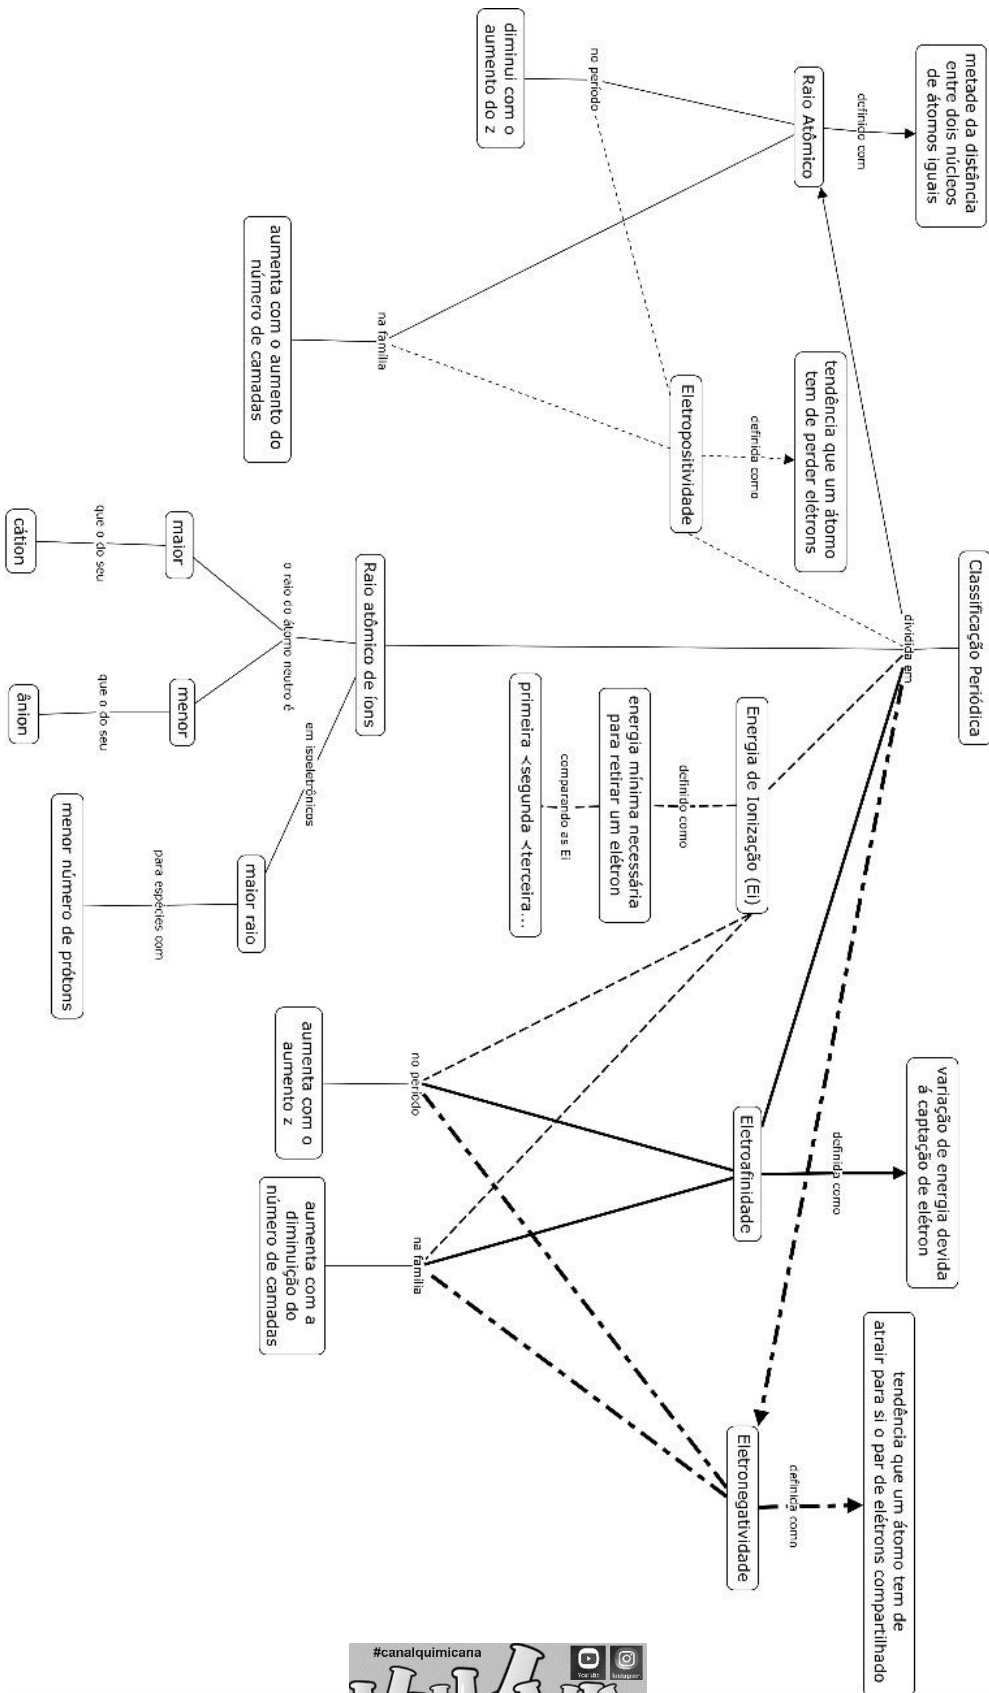 Classificação Periódica
dividida em
metade da distância
entre dois núcleos
de átomos iguais
definido com
Raio Atômico
no período
diminui com o
aumento do z
na família
aumenta com o aumento do
número de camadas
tendência que um átomo
tem de perder elétrons
definida como
Eletropositividade
Raio atômico de íons
o raio do átomo neutro é
maior
que o do seu
cátion
menor
que o do seu
ânion
em isoeletrônicos
maior raio
para espécies com
menor número de prótons
Energia de Ionização (Ei)
definido como
energia mínima necessária
para retirar um elétron
comparando as Ei
primeira <segunda <terceira...
variação de energia devida
á captação de elétron
definida como
Eletroafinidade
no período
aumenta com o
aumento z
na família
aumenta com a
diminuição do
número de camadas
tendência que um átomo tem de
atrair para si o par de elétrons compartilhado
definida como
Eletronegatividade
#canalquimicana
YouTube
Instagram